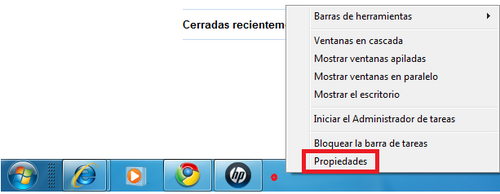 Cerradas recienteme
Barras de herramientas
Ventanas en cascada
Mostrar ventanas apiladas
Mostrar ventanas en paralelo
Mostrar el escritorio
Iniciar el Administrador de tareas
Bloquear la barra de tareas
Propiedades
hp